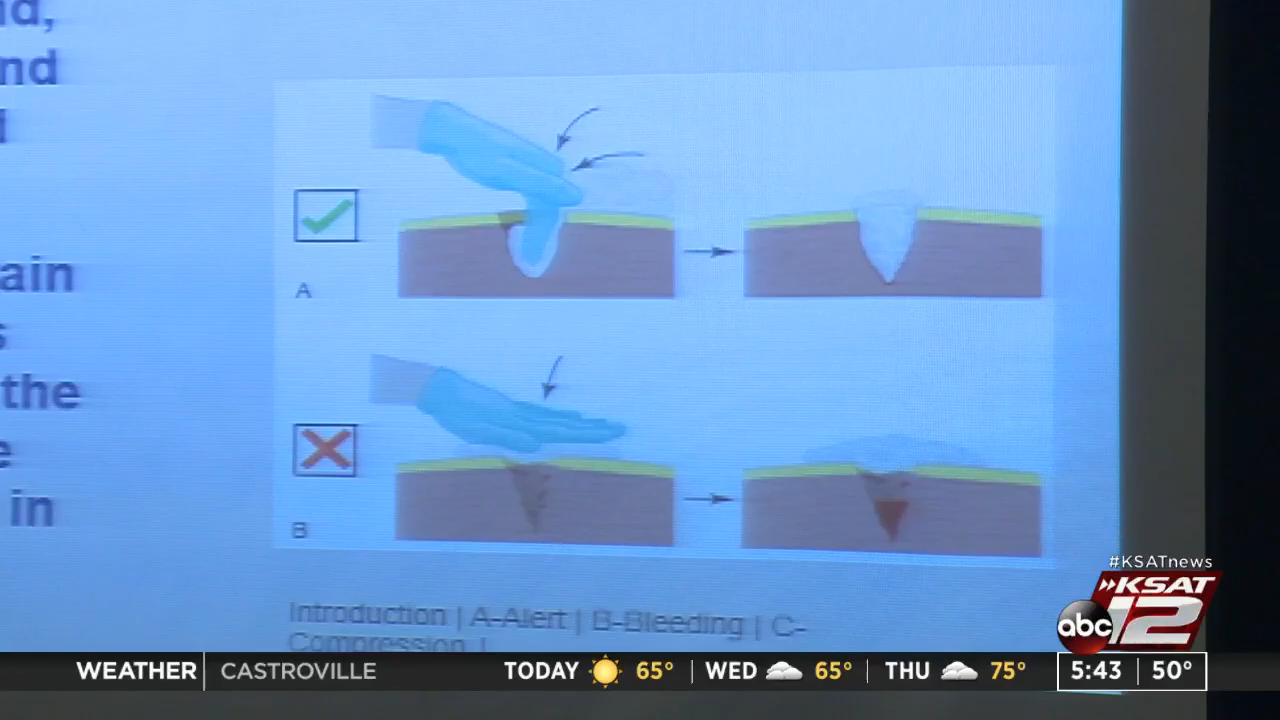 nd
ain
the
in
A
B
Introduction | A-Alert | B-Bleeding | C-
Compression |
#KSATnews
KSAT
abc 12
WEATHER CASTROVILLE TODAY 65° WED 65° THU 75° 5:43 50°